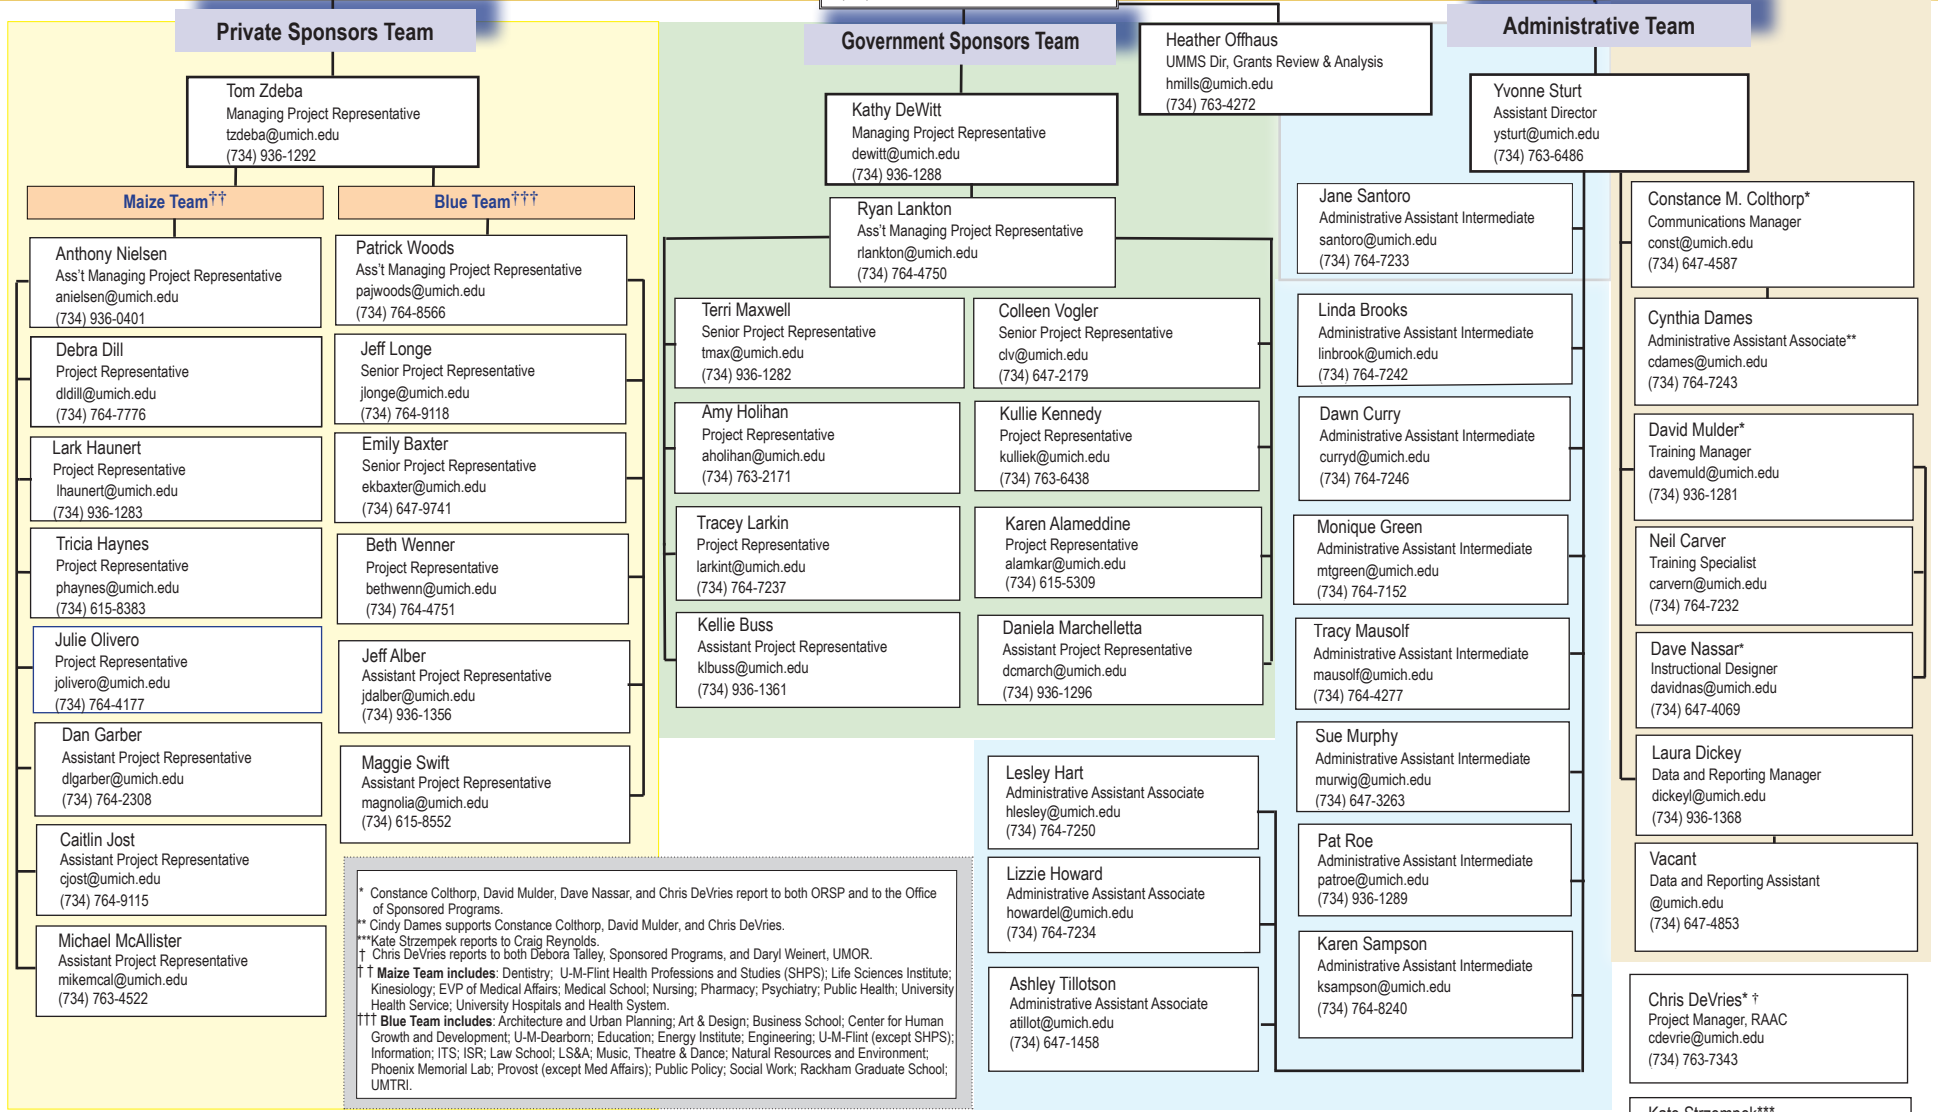 Private Sponsors Team
Tom Zdeba
Managing Project Representative
tzdeba@umich.edu
(734) 936-1292
Maize Team††
Anthony Nielsen
Ass't Managing Project Representative
anielsen@umich.edu
(734) 936-0401
Debra Dill
Project Representative
dldill@umich.edu
(734) 764-7776
Lark Haunert
Project Representative
lhaunert@umich.edu
(734) 936-1283
Tricia Haynes
Project Representative
phaynes@umich.edu
(734) 615-8383
Julie Olivero
Project Representative
jolivero@umich.edu
(734) 764-4177
Dan Garber
Assistant Project Representative
dlgarber@umich.edu
(734) 764-2308
Caitlin Jost
Assistant Project Representative
cjost@umich.edu
(734) 764-9115
Michael McAllister
Assistant Project Representative
mikemcal@umich.edu
(734) 763-4522
Blue Team†††
Patrick Woods
Ass't Managing Project Representative
pajwoods@umich.edu
(734) 764-8566
Jeff Longe
Senior Project Representative
jlonge@umich.edu
(734) 764-9118
Emily Baxter
Senior Project Representative
ekbaxter@umich.edu
(734) 647-9741
Beth Wenner
Project Representative
bethwenn@umich.edu
(734) 764-4751
Jeff Alber
Assistant Project Representative
jdalber@umich.edu
(734) 936-1356
Maggie Swift
Assistant Project Representative
magnolia@umich.edu
(734) 615-8552
* Constance Colthorp, David Mulder, Dave Nassar, and Chris DeVries report to both ORSP and to the Office
of Sponsored Programs.
** Cindy Dames supports Constance Colthorp, David Mulder, and Chris DeVries.
***Kate Strzempek reports to Craig Reynolds.
† Chris DeVries reports to both Debora Talley, Sponsored Programs, and Daryl Weinert, UMOR.
† † Maize Team includes: Dentistry; U-M-Flint Health Professions and Studies (SHPS); Life Sciences Institute;
Kinesiology; EVP of Medical Affairs; Medical School; Nursing; Pharmacy; Psychiatry; Public Health; University
Health Service; University Hospitals and Health System.
††† Blue Team includes: Architecture and Urban Planning; Art & Design; Business School; Center for Human
Growth and Development; U-M-Dearborn; Education; Energy Institute; Engineering; U-M-Flint (except SHPS);
Information; ITS; ISR; Law School; LS&A; Music, Theatre & Dance; Natural Resources and Environment;
Phoenix Memorial Lab; Provost (except Med Affairs); Public Policy; Social Work; Rackham Graduate School;
UMTRI.
Government Sponsors Team
Kathy DeWitt
Managing Project Representative
dewitt@umich.edu
(734) 936-1288
Ryan Lankton
Ass't Managing Project Representative
rlankton@umich.edu
(734) 764-4750
Terri Maxwell
Senior Project Representative
tmax@umich.edu
(734) 936-1282
Amy Holihan
Project Representative
aholihan@umich.edu
(734) 763-2171
Tracey Larkin
Project Representative
larkint@umich.edu
(734) 764-7237
Kellie Buss
Assistant Project Representative
klbuss@umich.edu
(734) 936-1361
Colleen Vogler
Senior Project Representative
clv@umich.edu
(734) 647-2179
Kullie Kennedy
Project Representative
kulliek@umich.edu
(734) 763-6438
Karen Alameddine
Project Representative
alamkar@umich.edu
(734) 615-5309
Daniela Marchelletta
Assistant Project Representative
dcmarch@umich.edu
(734) 936-1296
Heather Offhaus
UMMS Dir, Grants Review & Analysis
hmills@umich.edu
(734) 763-4272
Administrative Team
Yvonne Sturt
Assistant Director
ysturt@umich.edu
(734) 763-6486
Jane Santoro
Administrative Assistant Intermediate
santoro@umich.edu
(734) 764-7233
Linda Brooks
Administrative Assistant Intermediate
linbrook@umich.edu
(734) 764-7242
Dawn Curry
Administrative Assistant Intermediate
curryd@umich.edu
(734) 764-7246
Monique Green
Administrative Assistant Intermediate
mtgreen@umich.edu
(734) 764-7152
Tracy Mausolf
Administrative Assistant Intermediate
mausolf@umich.edu
(734) 764-4277
Sue Murphy
Administrative Assistant Intermediate
murwig@umich.edu
(734) 647-3263
Pat Roe
Administrative Assistant Intermediate
patroe@umich.edu
(734) 936-1289
Karen Sampson
Administrative Assistant Intermediate
ksampson@umich.edu
(734) 764-8240
Lesley Hart
Administrative Assistant Associate
hlesley@umich.edu
(734) 764-7250
Lizzie Howard
Administrative Assistant Associate
howardel@umich.edu
(734) 764-7234
Ashley Tillotson
Administrative Assistant Associate
atillot@umich.edu
(734) 647-1458
Constance M. Colthorp*
Communications Manager
const@umich.edu
(734) 647-4587
Cynthia Dames
Administrative Assistant Associate**
cdames@umich.edu
(734) 764-7243
David Mulder*
Training Manager
davemuld@umich.edu
(734) 936-1281
Neil Carver
Training Specialist
carvern@umich.edu
(734) 764-7232
Dave Nassar*
Instructional Designer
davidnas@umich.edu
(734) 647-4069
Laura Dickey
Data and Reporting Manager
dickeyl@umich.edu
(734) 936-1368
Vacant
Data and Reporting Assistant
@umich.edu
(734) 647-4853
Chris DeVries* †
Project Manager, RAAC
cdevrie@umich.edu
(734) 763-7343
Kate Strzempek***